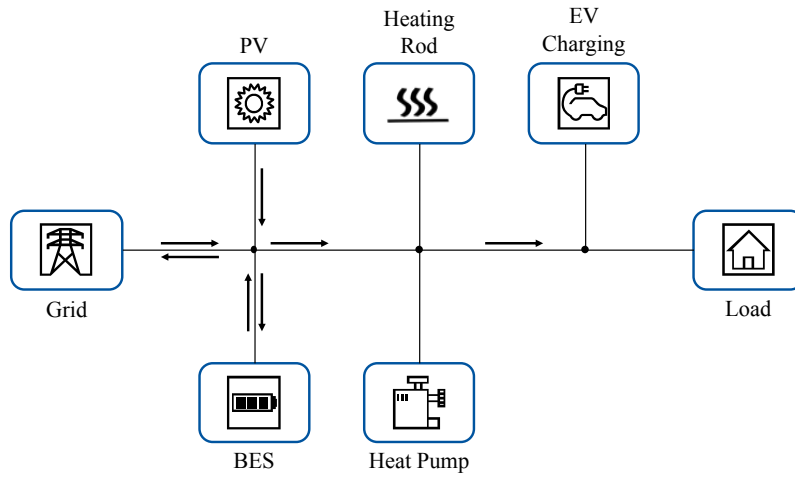 PV
Heating
Rod
EV
Charging
Grid
Load
BES
Heat Pump